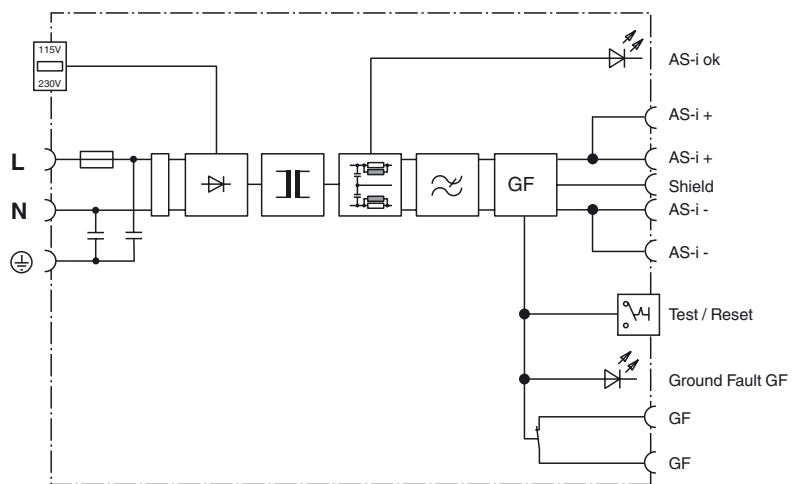 115V
230V
AS-i ok
AS-i +
L
AS-i +
GF
Shield
N
AS-i -
AS-i -
Test / Reset
Ground Fault GF
GF
GF